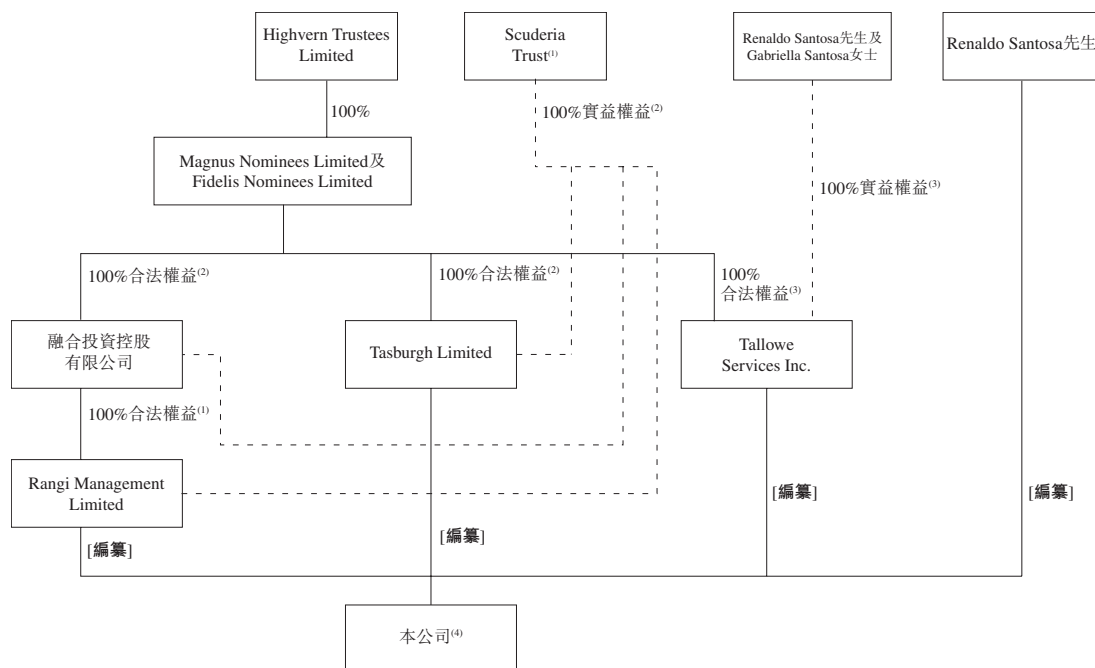 Highvern Trustees
Limited
Scuderia
Trust(1)
Renaldo Santosa先生及
Gabriella Santosa女士
Renaldo Santosa先生
100%
100%實益權益(2)
Magnus Nominees Limited及
Fidelis Nominees Limited
100%實益權益(3)
100%合法權益(2)
100%合法權益(2)
100%
合法權益(3)
融合投資控股
有限公司
Tasburgh Limited
Tallowe
Services Inc.
100%合法權益(1)
Rangi Management
Limited
[編纂]
[編纂]
[編纂]
[編纂]
本公司(4)